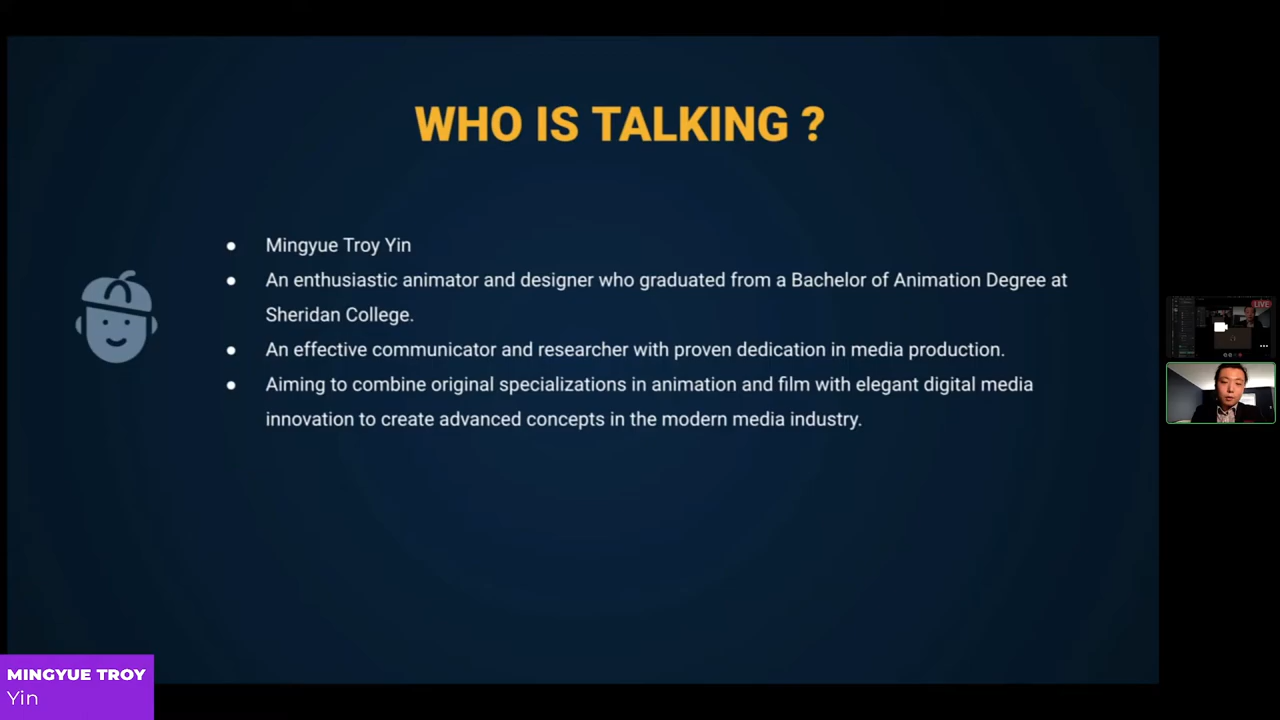 WHO IS TALKING ?
● Mingyue Troy Yin
● An enthusiastic animator and designer who graduated from a Bachelor of Animation Degree at
Sheridan College.
● An effective communicator and researcher with proven dedication in media production.
● Aiming to combine original specializations in animation and film with elegant digital media
innovation to create advanced concepts in the modern media industry.
LIVE
MINGYUE TROY
Yin